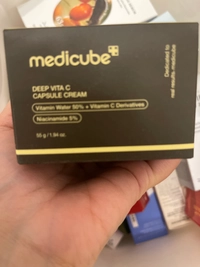 medicube
Dedicated to
real results, medicube
DEEP VITA C
CAPSULE CREAM
Vitamin Water 50% + Vitamin C Derivatives
Niacinamide 5%
55 g / 1.94 oz.